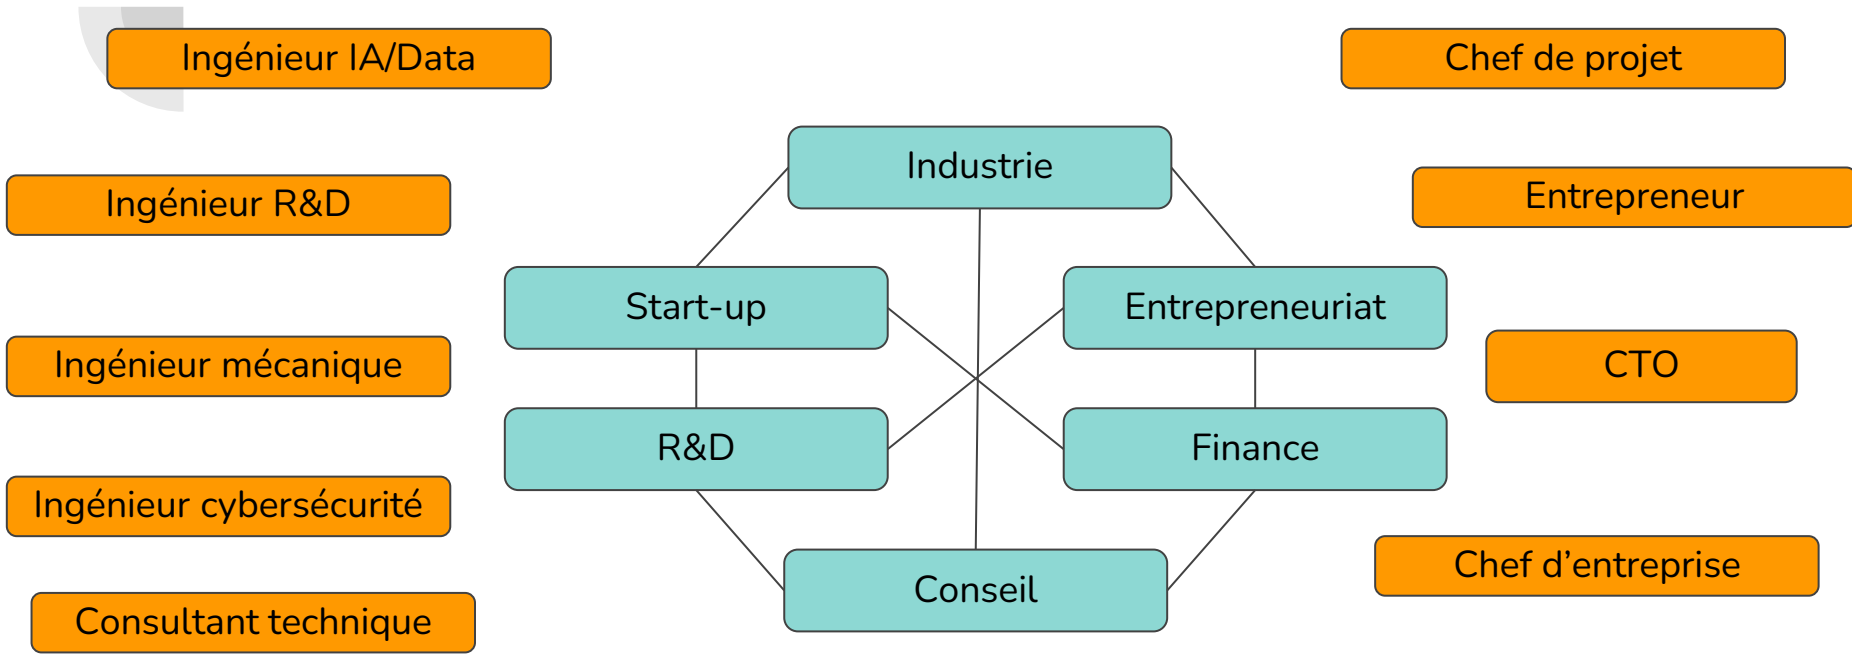 Ingénieur IA/Data
Chef de projet
Industrie
Ingénieur R&D
Entrepreneur
Start-up
Entrepreneuriat
Ingénieur mécanique
CTO
R&D
Finance
Ingénieur cybersécurité
Chef d’entreprise
Conseil
Consultant technique